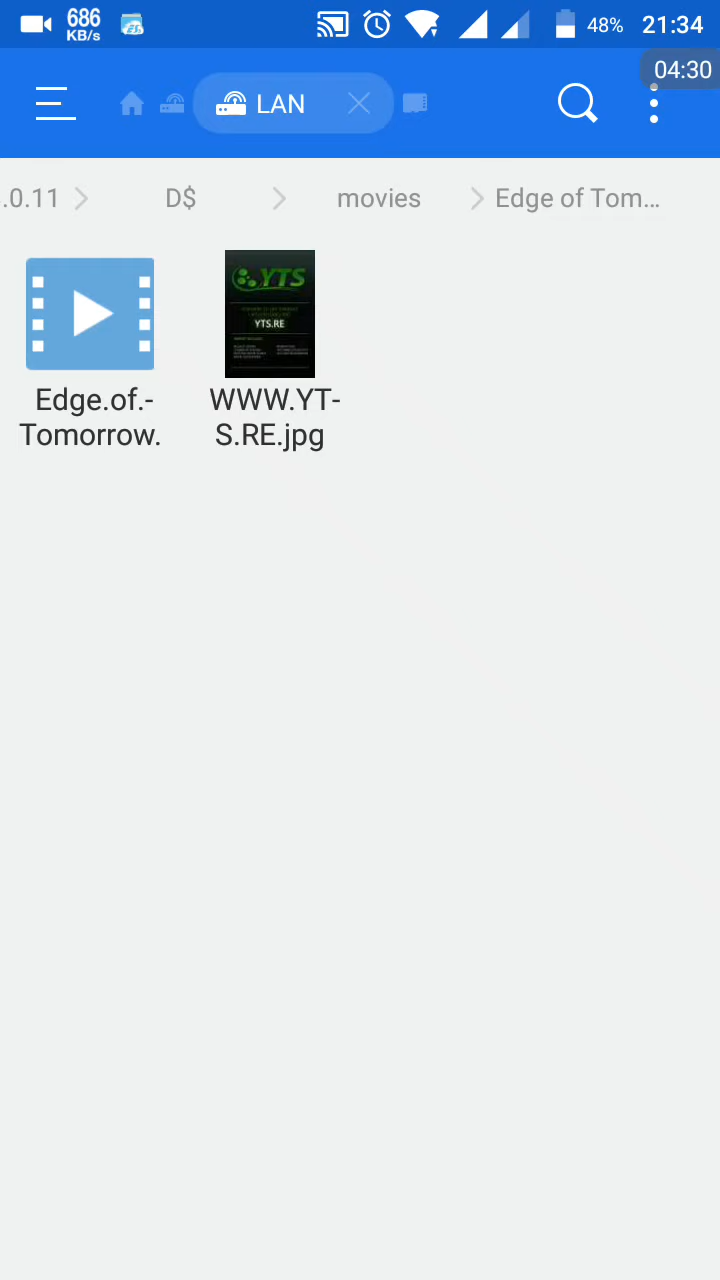 686
KB/s
48%
21:34
04:30
LAN
.0.11
D$
movies
Edge of Tom...
YTS
YTS.RE
Edge.of.-
Tomorrow.
WWW.YT-
S.RE.jpg